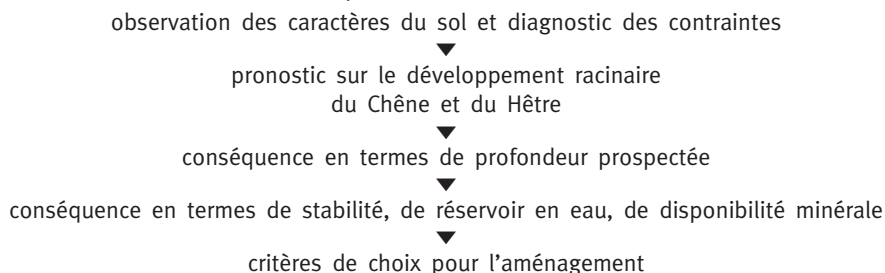 observation des caractères du sol et diagnostic des contraintes
pronostic sur le développement racinaire
du Chêne et du Hêtre
conséquence en termes de profondeur prospectée
conséquence en termes de stabilité, de réservoir en eau, de disponibilité minérale
critères de choix pour l'aménagement